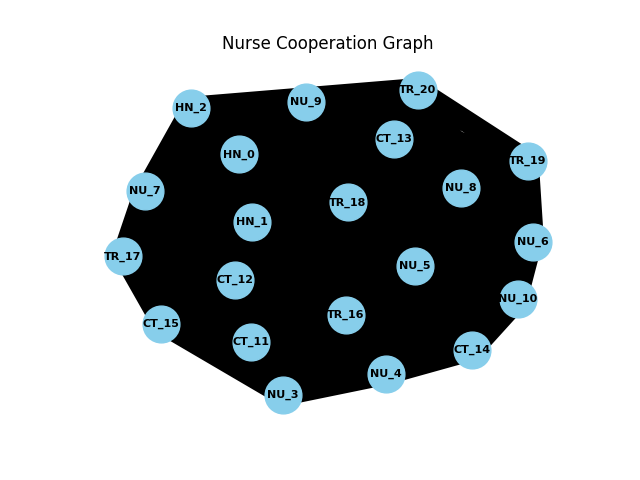 Nurse Cooperation Graph
TR_20
NU_9
HN_2
CT_13
HN_0
TR_19
NU_8
NU_7
TR_18
HN_1
NU_6
TR_17
NU_5
CT_12
NU_10
TR_16
CT_15
CT_11
CT_14
NU_4
NU_3